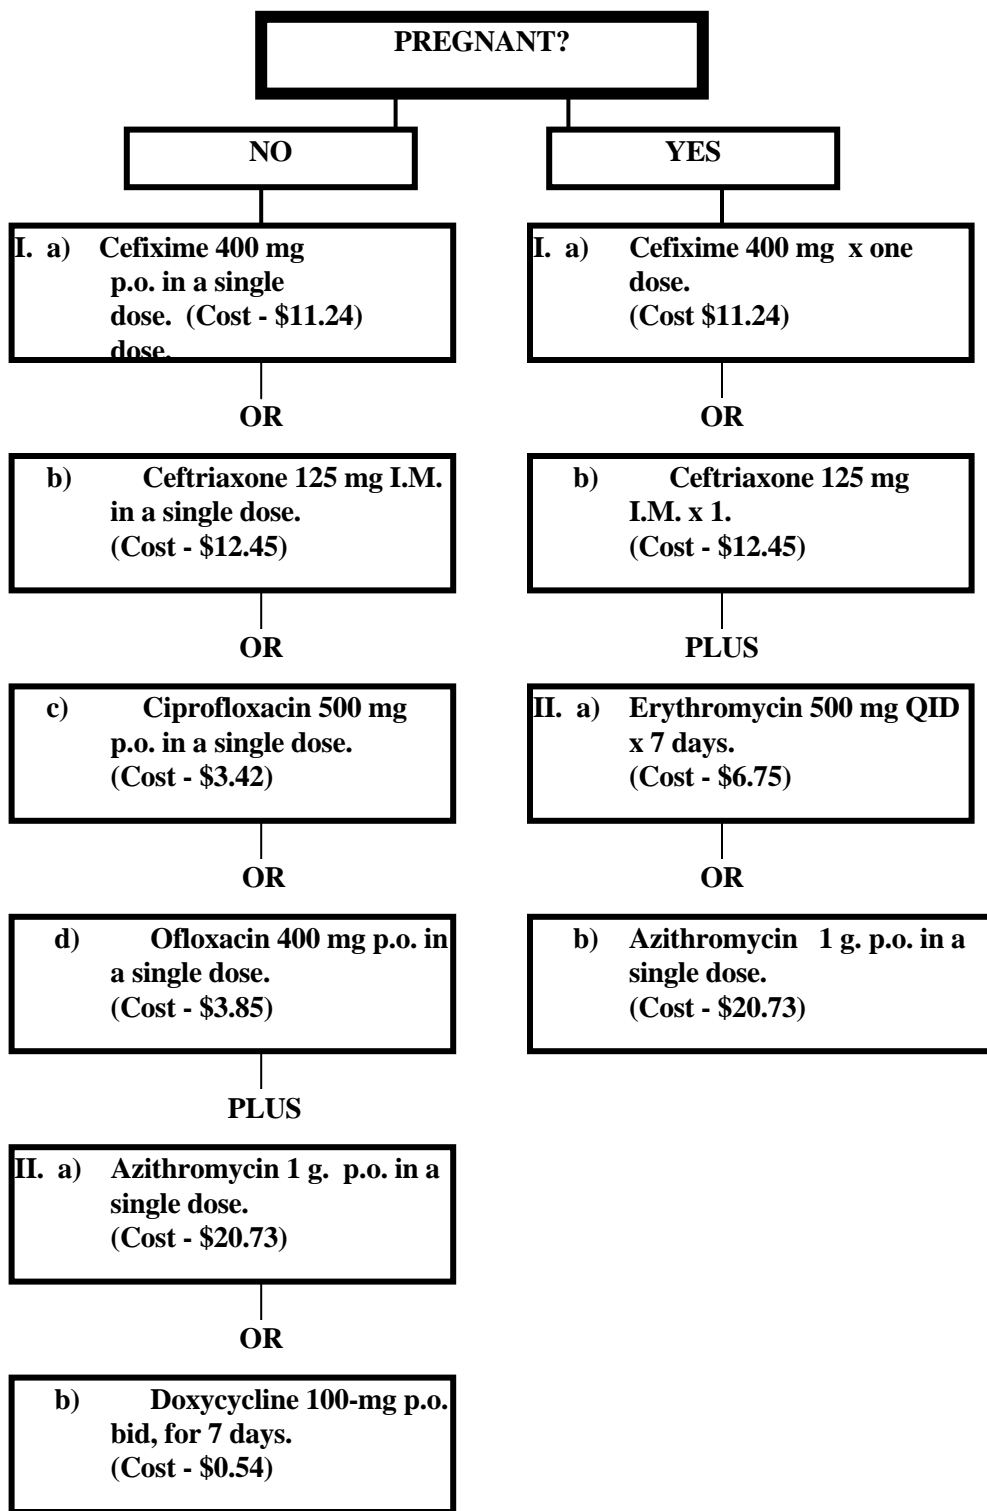 PREGNANT?
NO
YES
I. a) Cefixime 400 mg
p.o. in a single
dose. (Cost - $11.24)
dose.
OR
b) Ceftriaxone 125 mg I.M.
in a single dose.
(Cost - $12.45)
OR
c) Ciprofloxacin 500 mg
p.o. in a single dose.
(Cost - $3.42)
OR
d) Ofloxacin 400 mg p.o. in
a single dose.
(Cost - $3.85)
PLUS
II. a) Azithromycin 1 g. p.o. in a
single dose.
(Cost - $20.73)
OR
b) Doxycycline 100-mg p.o.
bid, for 7 days.
(Cost - $0.54)
I. a) Cefixime 400 mg x one
dose.
(Cost $11.24)
OR
b) Ceftriaxone 125 mg
I.M. x 1.
(Cost - $12.45)
PLUS
II. a) Erythromycin 500 mg QID
x 7 days.
(Cost - $6.75)
OR
b) Azithromycin 1 g. p.o. in a
single dose.
(Cost - $20.73)